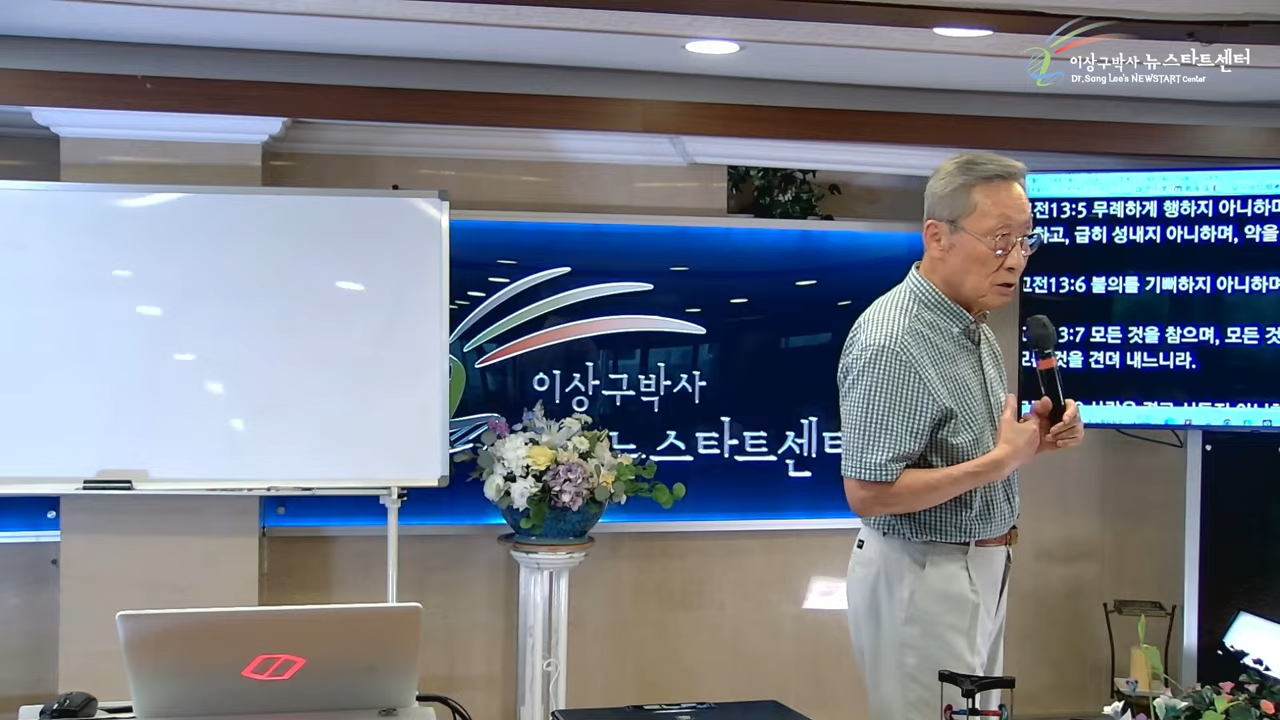 이상구박사 뉴스타트센터
Dr. Sang Lee's NEWSTART Center
전13:5 무례하게 행하지 아니하며
하고, 급히 성내지 아니하며, 악을
전13:6 불의를 기뻐하지 아니하며
3:7 모든 것을 참으며, 모든
것을 견뎌 내느니라.
이상구박사
뉴스타트센터